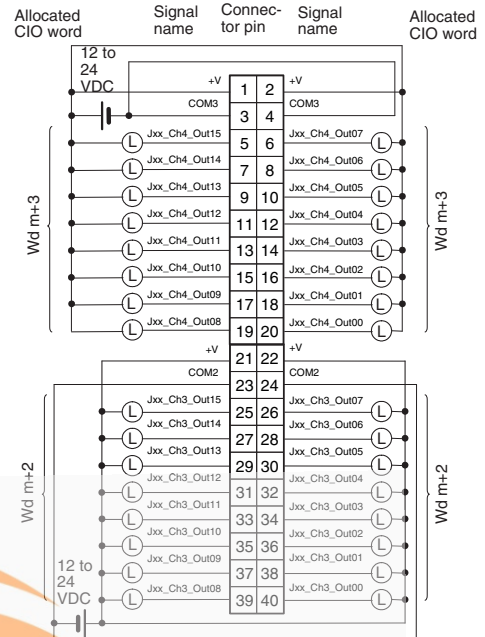 Allocated
CIO word
Signal
name
Connec-
tor pin
Signal
name
Allocated
CIO word
12 to
24
VDC
+V 1 2 +V
COM3 3 4 COM3
Jxx_Ch4_Out15 5 6 Jxx_Ch4_Out07
L L
Jxx_Ch4_Out14 7 8 Jxx_Ch4_Out06
L L
Jxx_Ch4_Out13 9 10 Jxx_Ch4_Out05
L L
Jxx_Ch4_Out12 11 12 Jxx_Ch4_Out04
L L
Jxx_Ch4_Out11 13 14 Jxx_Ch4_Out03
L L
Jxx_Ch4_Out10 15 16 Jxx_Ch4_Out02
L L
Jxx_Ch4_Out09 17 18 Jxx_Ch4_Out01
L L
Jxx_Ch4_Out08 19 20 Jxx_Ch4_Out00
L L
Wd m+3
Wd m+3
+V 21 22 +V
COM2 23 24 COM2
Jxx_Ch3_Out15 25 26 Jxx_Ch3_Out07
L L
Jxx_Ch3_Out14 27 28 Jxx_Ch3_Out06
L L
Jxx_Ch3_Out13 29 30 Jxx_Ch3_Out05
L L
Jxx_Ch3_Out12 31 32 Jxx_Ch3_Out04
L L
Jxx_Ch3_Out11 33 34 Jxx_Ch3_Out03
L L
Jxx_Ch3_Out10 35 36 Jxx_Ch3_Out02
L L
Jxx_Ch3_Out09 37 38 Jxx_Ch3_Out01
L L
Jxx_Ch3_Out08 39 40 Jxx_Ch3_Out00
L L
Wd m+2
Wd m+2
12 to
24
VDC